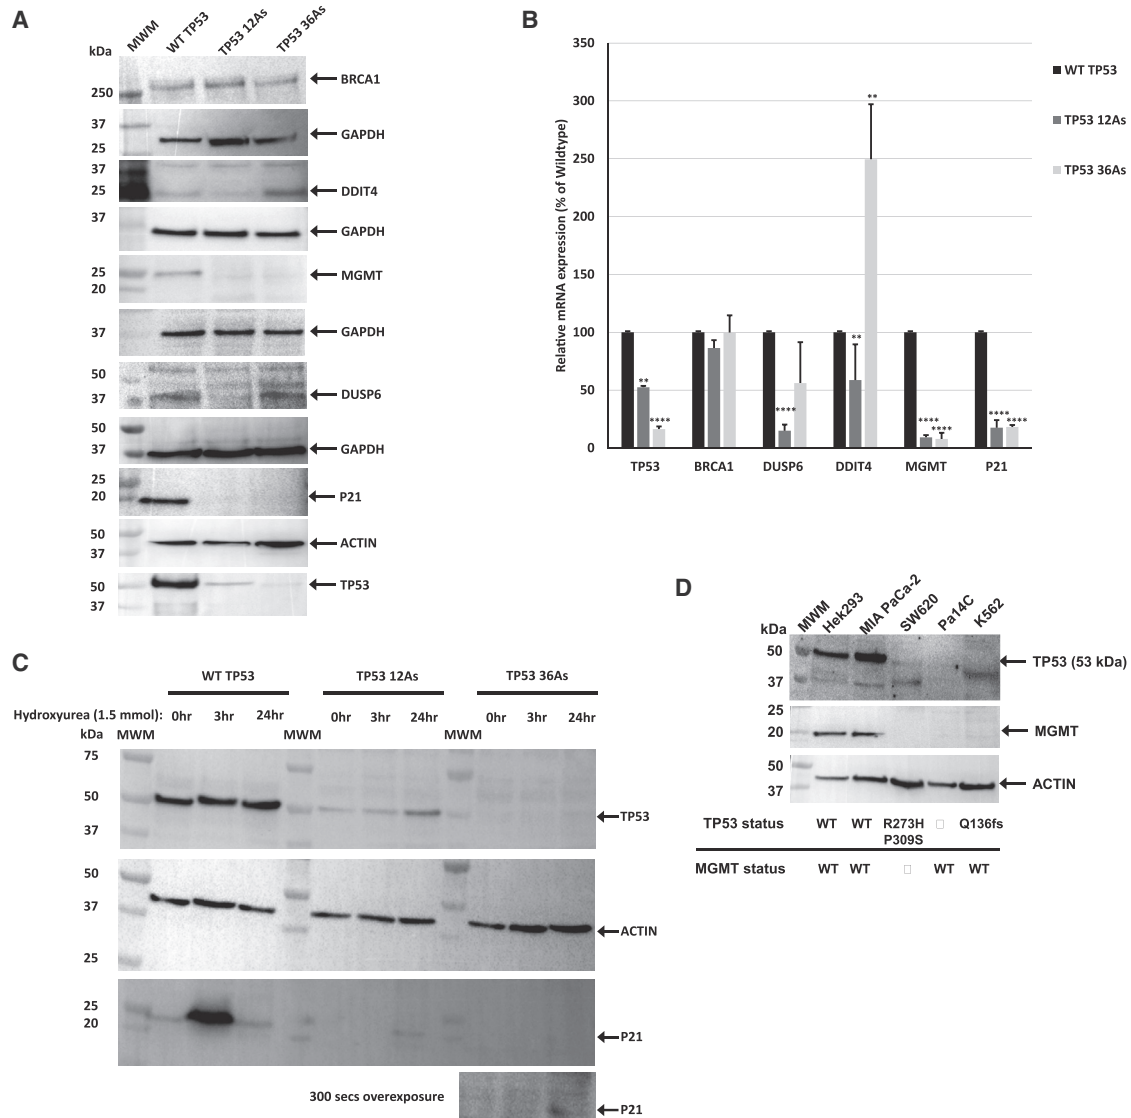 A
MWM
WT TP53
TP53 12As
TP53 36As
kDa
250
BRCA1
37
25
GAPDH
37
25
DDIT4
37
GAPDH
25
20
MGMT
37
GAPDH
50
37
DUSP6
50
37
GAPDH
25
20
P21
50
37
ACTIN
50
37
TP53
B
Relative mRNA expression (% of Wildtype)
350
300
250
200
150
100
50
0
** **** **** ** ** **** **** **** ****
TP53 BRCA1 DUSP6 DDIT4 MGMT P21
WT TP53
TP53 12As
TP53 36As
C
WT TP53 TP53 12As TP53 36As
Hydroxyurea (1.5 mmol): 0hr 3hr 24hr 0hr 3hr 24hr 0hr 3hr 24hr
kDa MWM MWM MWM
75
50
37
TP53
50
37
25
ACTIN
25
20
P21
300 secs overexposure
P21
D
kDa
MWM
Hek293
MIA PaCa-2
SW620
Pa14C
K562
50
37
TP53 (53 kDa)
25
20
MGMT
50
37
ACTIN
TP53 status WT WT R273H P309S □ Q136fs
MGMT status WT WT □ WT WT